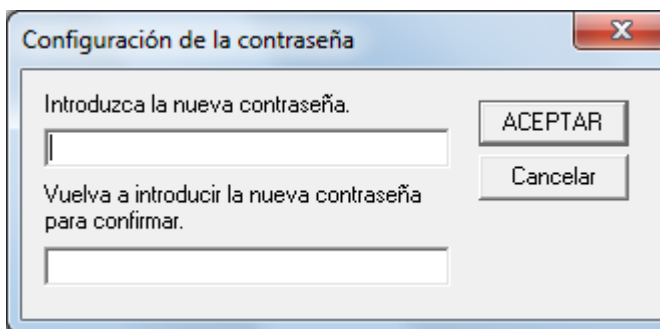 Configuración de la contraseña
Introduzca la nueva contraseña.
ACEPTAR
Cancelar
Vuelva a introducir la nueva contraseña
para confirmar.